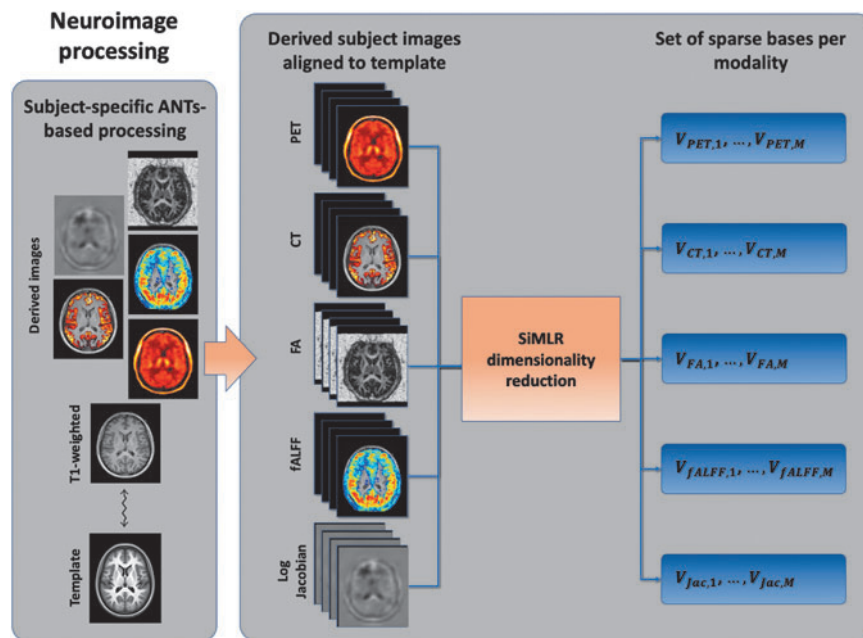 Neuroimage
processing
Subject-specific ANTs-
based processing
Derived images
T1-weighted
Template
Derived subject images
aligned to template
PET
CT
FA
fALFF
Log
Jacobian
SiMLR
dimensionality
reduction
Set of sparse bases per
modality
V_{PET,1}, ..., V_{PET,M}
V_{CT,1}, ..., V_{CT,M}
V_{FA,1}, ..., V_{FA,M}
V_{fALFF,1}, ..., V_{fALFF,M}
V_{Jac,1}, ..., V_{Jac,M}